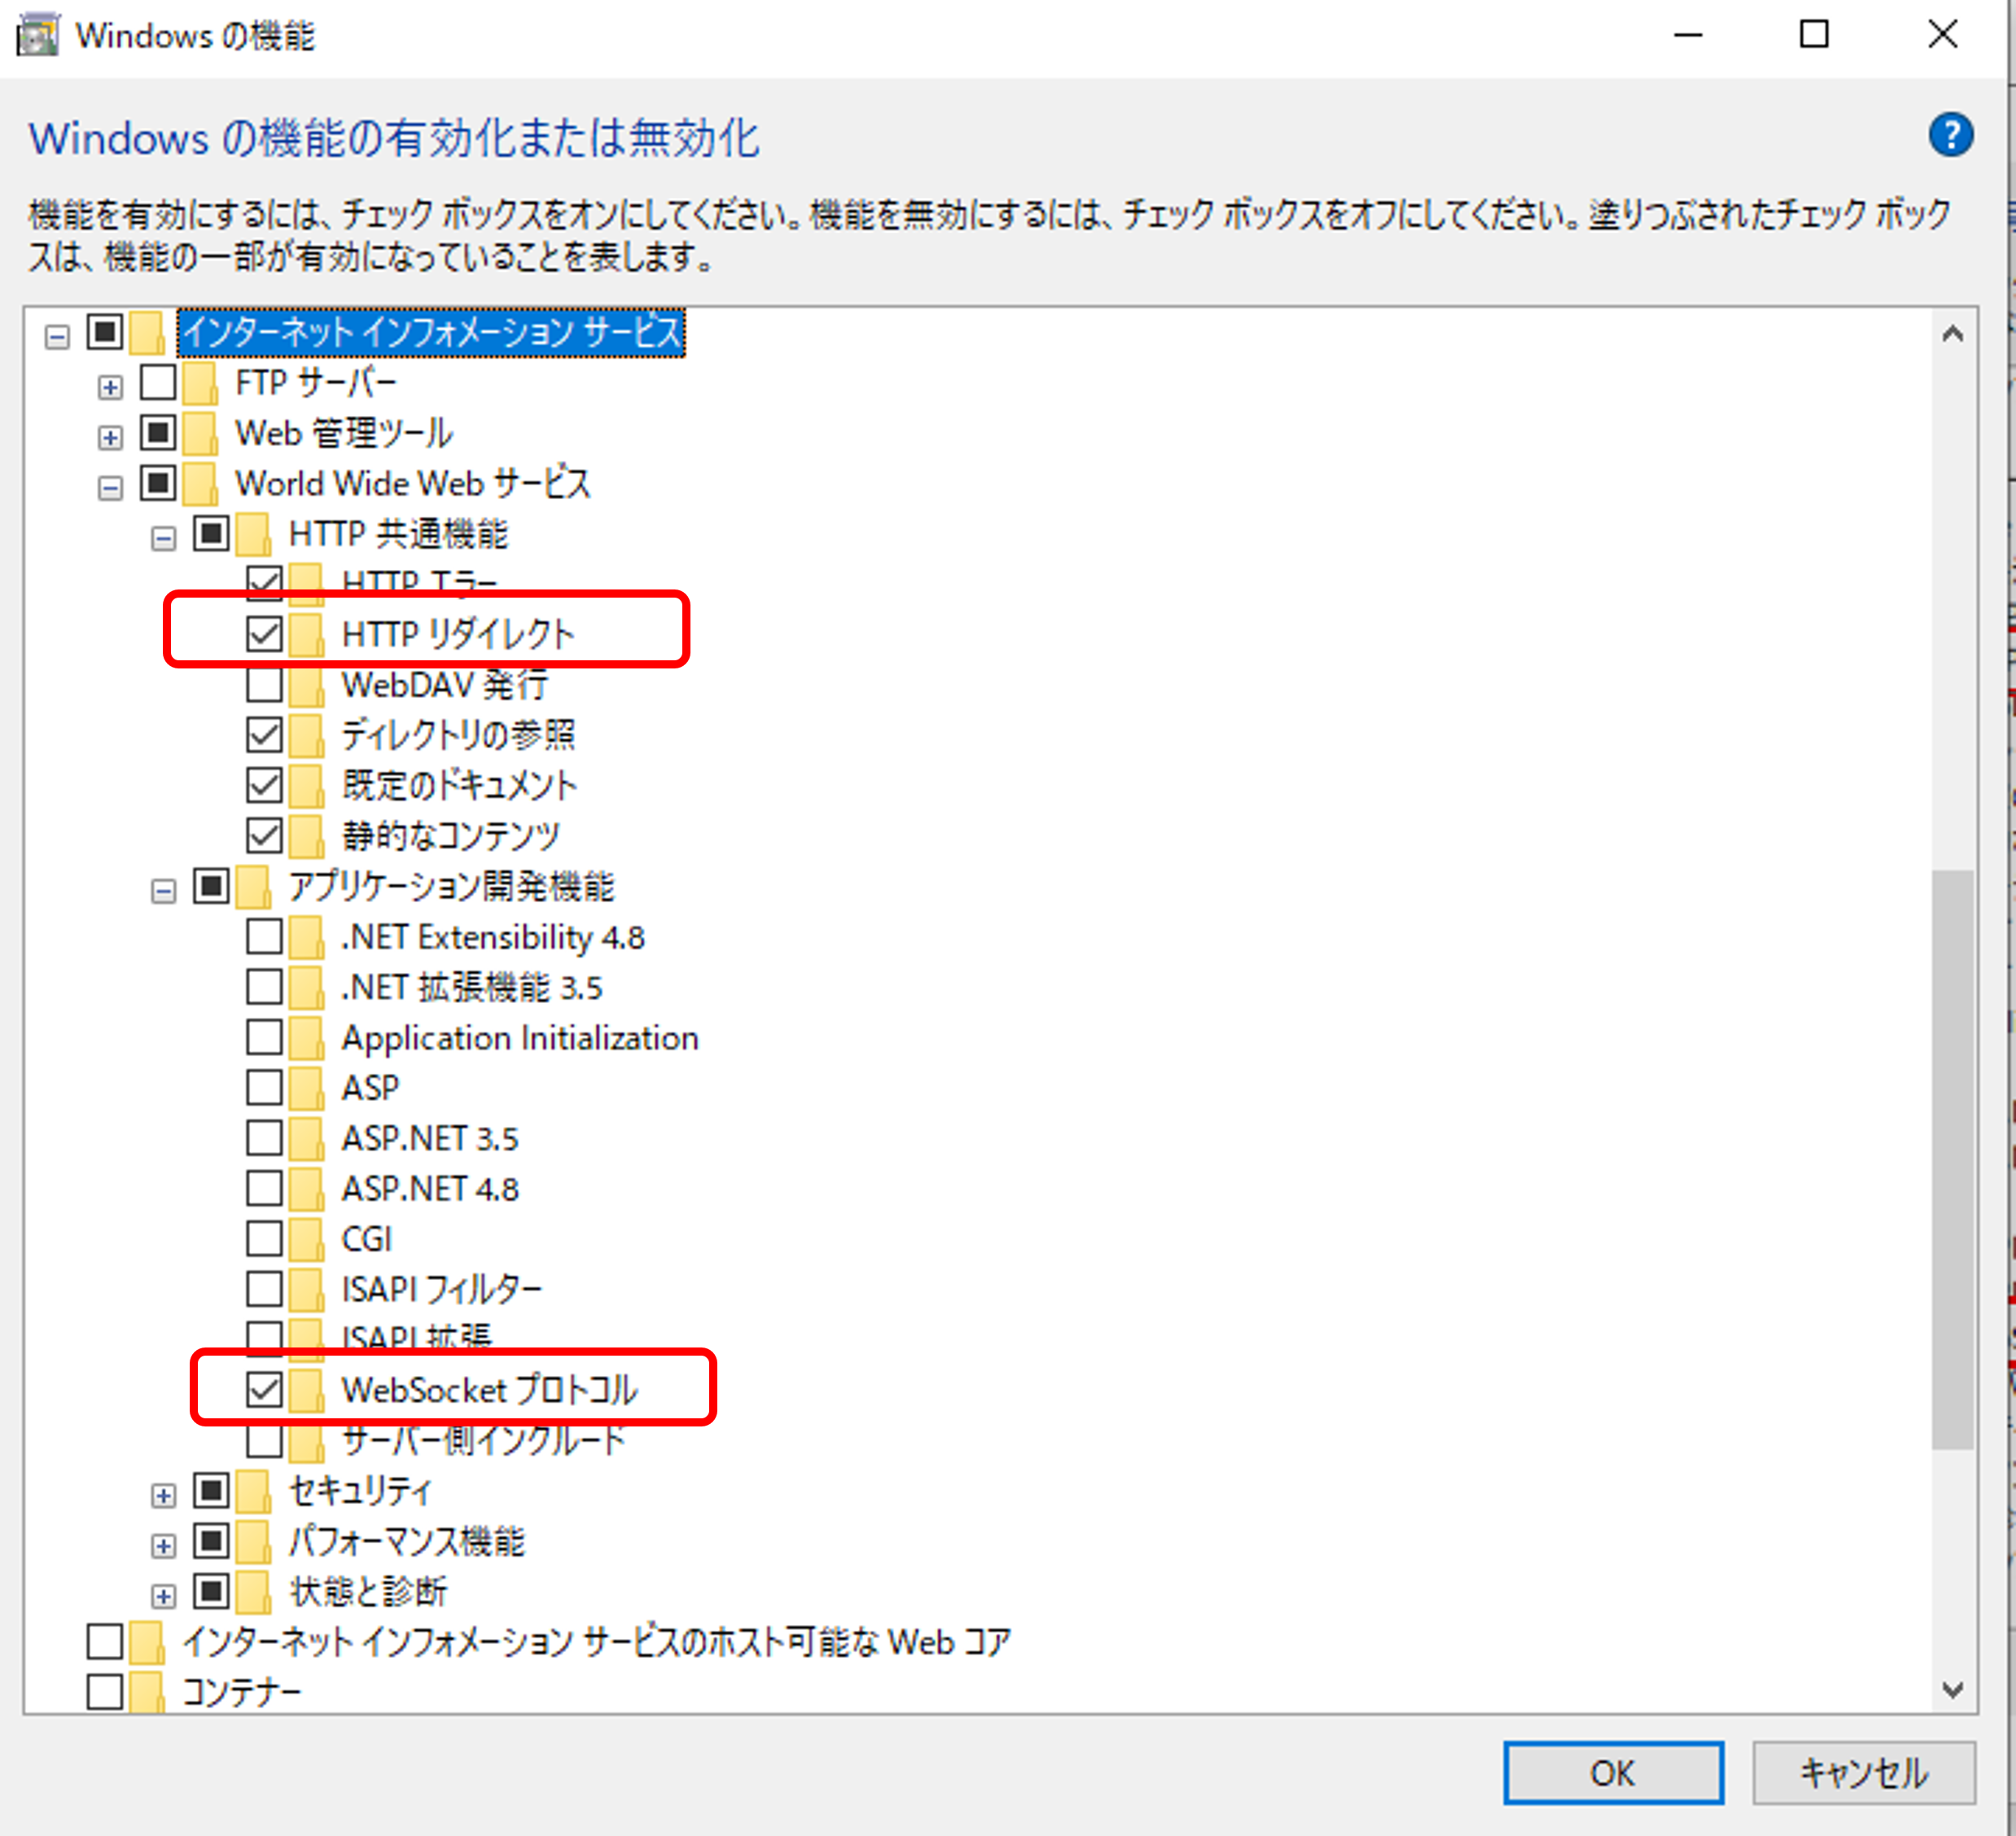 Windows の機能
Windows の機能の有効化または無効化
機能を有効にするには、チェック ボックスをオンにしてください。機能を無効にするには、チェック ボックスをオフにしてください。塗りつぶされたチェック ボック
スは、機能の一部が有効になっていることを表します。
インターネット インフォメーション サービス
FTP サーバー
Web 管理ツール
World Wide Web サービス
HTTP 共通機能
HTTP エラー
HTTP リダイレクト
WebDAV 発行
ディレクトリの参照
既定のドキュメント
静的なコンテンツ
アプリケーション開発機能
.NET Extensibility 4.8
.NET 拡張機能 3.5
Application Initialization
ASP
ASP.NET 3.5
ASP.NET 4.8
CGI
ISAPI フィルター
ISAPI 拡張
WebSocket プロトコル
サーバー側インクルード
セキュリティ
パフォーマンス機能
状態と診断
インターネット インフォメーション サービスのホスト可能な Web コア
コンテナー
OK
キャンセル